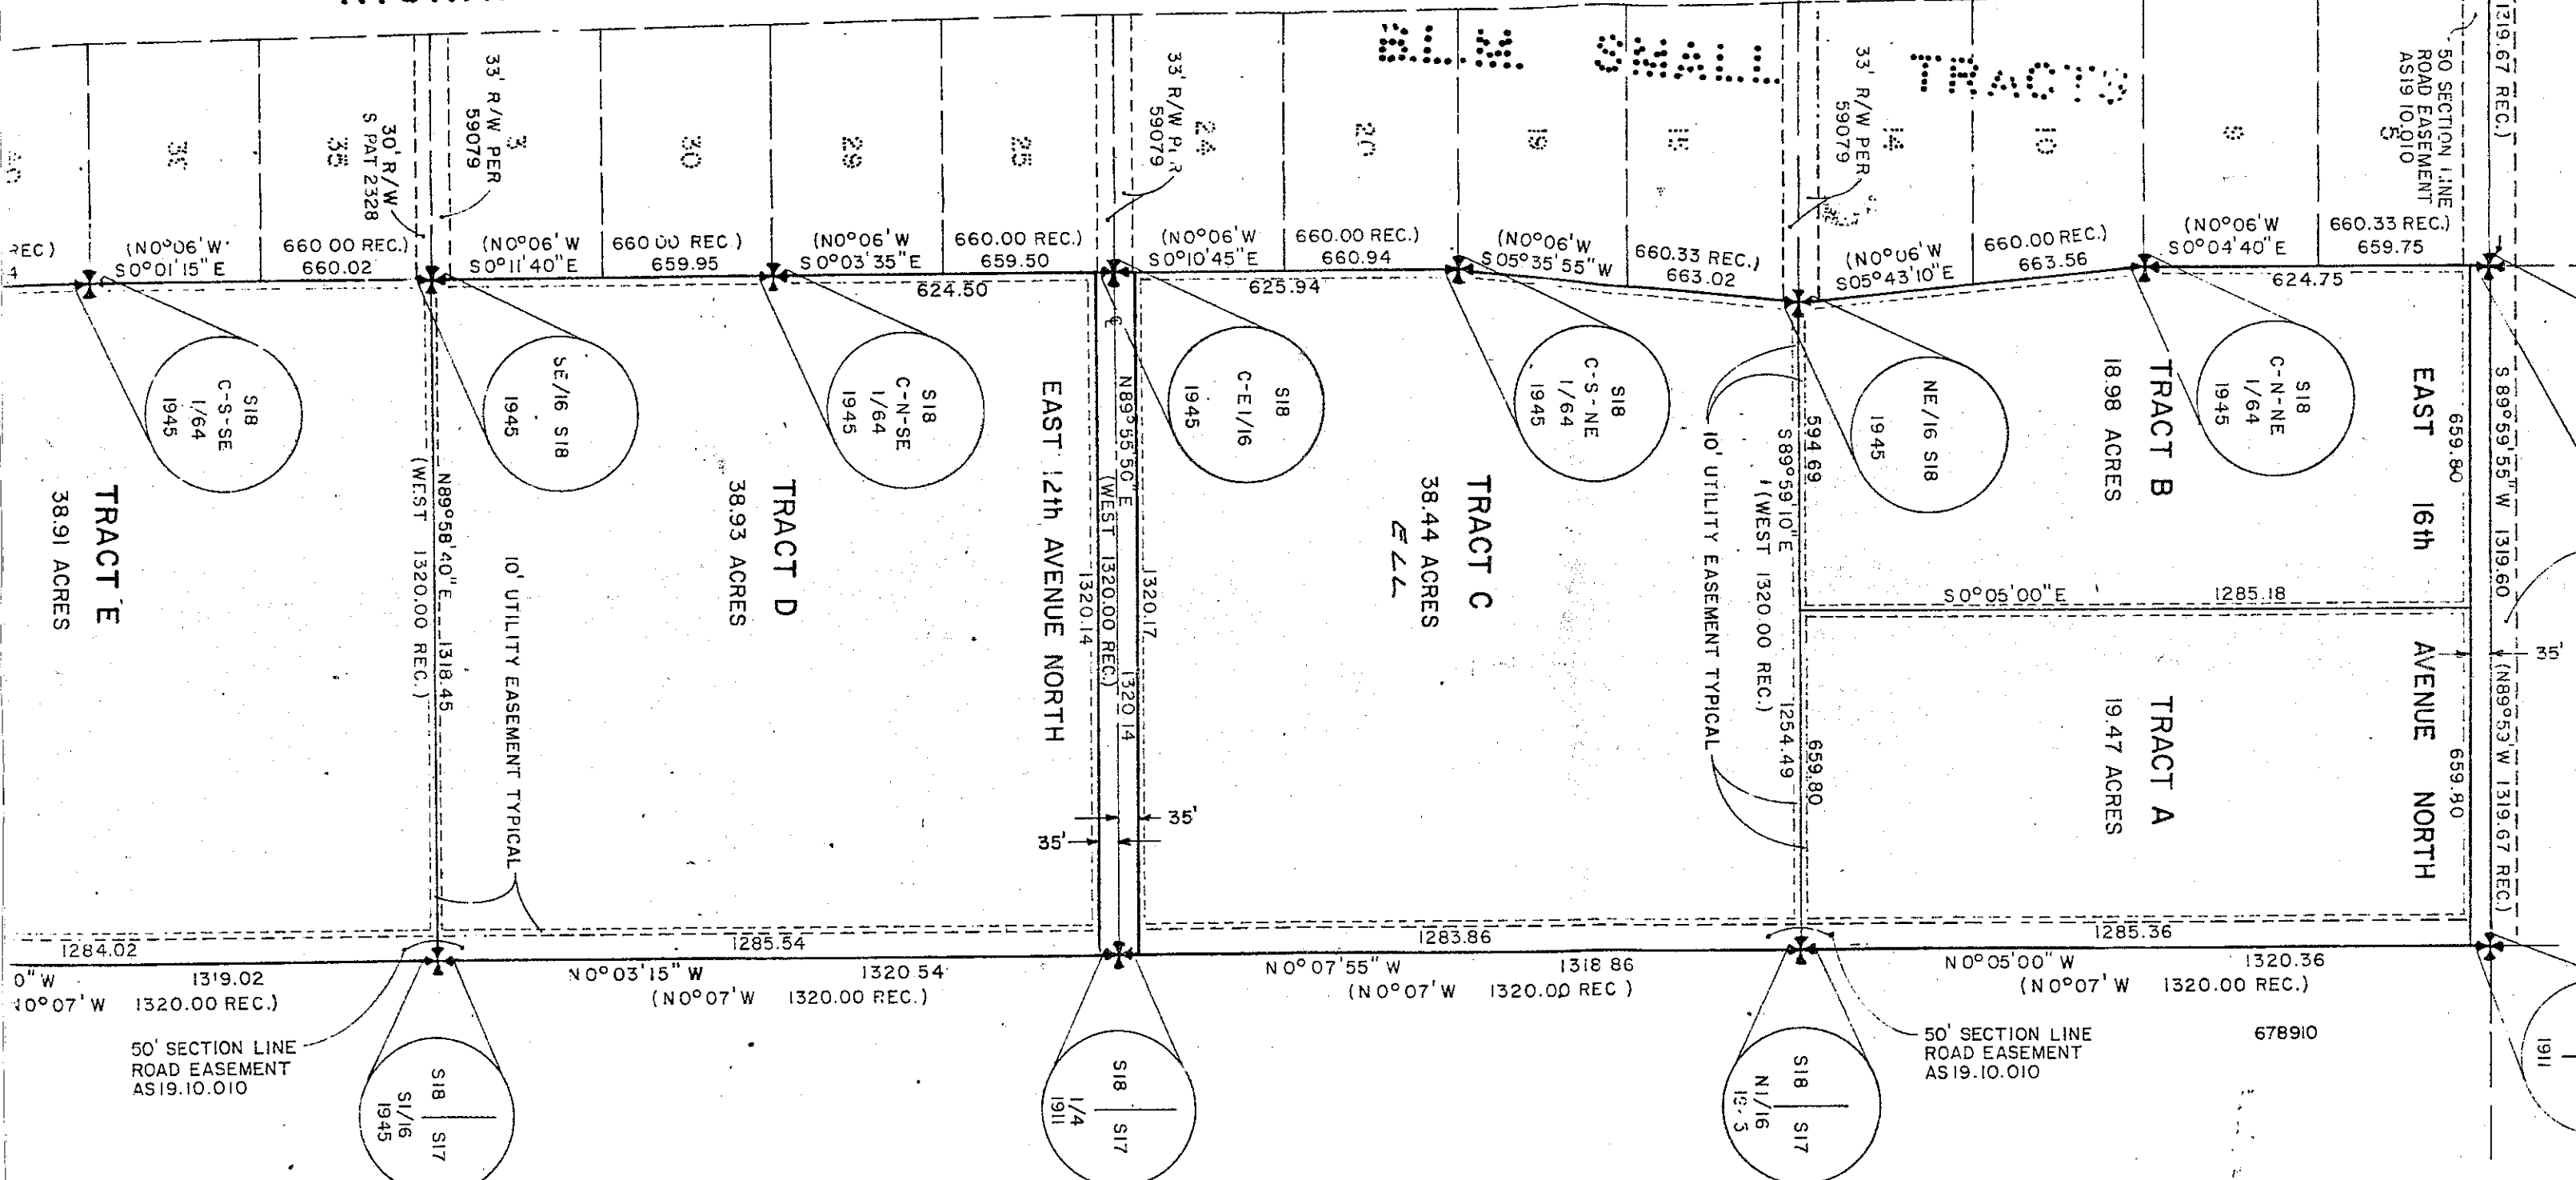 B.L.M. SMALL TRACTS
33' R/W PER
59079
30' R/W
S PAT 2328
33' R/W
59079
33' R/W PER
59079
50' SECTION LINE
ROAD EASEMENT
AS19.10.010
1319.67 REC.)
35
3
30
29
25
24
20
19
15
14
10
9
5
REC)
4
(N0°06'W
660.00 REC.)
S0°01'15"E
660.02
(N0°06'W
660.00 REC.)
S0°11'40"E
659.95
(N0°06'W
660.00 REC.)
S0°03'35"E
659.50
624.50
(N0°06'W
660.00 REC.)
S0°10'45"E
660.94
625.94
(N0°06'W
660.33 REC.)
S05°35'55"W
663.02
(N0°06'W
660.00 REC.)
S05°43'10"E
663.56
(N0°06'W
660.33 REC.)
S0°04'40"E
659.75
624.75
S18
C-S-SE
1/64
1945
SE/16 S18
1945
S18
C-N-SE
1/64
1945
S18
C-E1/16
1945
S18
C-S-NE
1/64
1945
NE/16 S18
1945
S18
C-N-NE
1/64
1945
TRACT E
38.91 ACRES
N89°58'40"E 1318.45
(WEST 1320.00 REC.)
10' UTILITY EASEMENT TYPICAL
TRACT D
38.93 ACRES
EAST 12th AVENUE NORTH
1320.14
N89°55'50"E 1320.14
(WEST 1320.00 REC.)
1320.17
35'
35'
TRACT C
38.44 ACRES
ELL
10' UTILITY EASEMENT TYPICAL
S89°59'10"E 1254.49
(WEST 1320.00 REC.)
594.69
659.80
TRACT B
18.98 ACRES
S0°05'00"E
1285.18
TRACT A
19.47 ACRES
EAST 16th AVENUE NORTH
659.80
659.80
S89°59'55"W 1319.60
(N89°53'W 1319.67 REC.)
35'
1284.02
1285.54
1283.86
1285.36
0"W
1319.02
N0°07'W 1320.00 REC.)
N0°03'15"W
1320.54
(N0°07'W 1320.00 REC.)
N0°07'55"W
1318.86
(N0°07'W 1320.00 REC.)
N0°05'00"W
1320.36
(N0°07'W 1320.00 REC.)
50' SECTION LINE
ROAD EASEMENT
AS19.10.010
50' SECTION LINE
ROAD EASEMENT
AS19.10.010
678910
S18 S17
S1/16
1945
S18 S17
1/4
1911
S18 S17
N1/16
1911